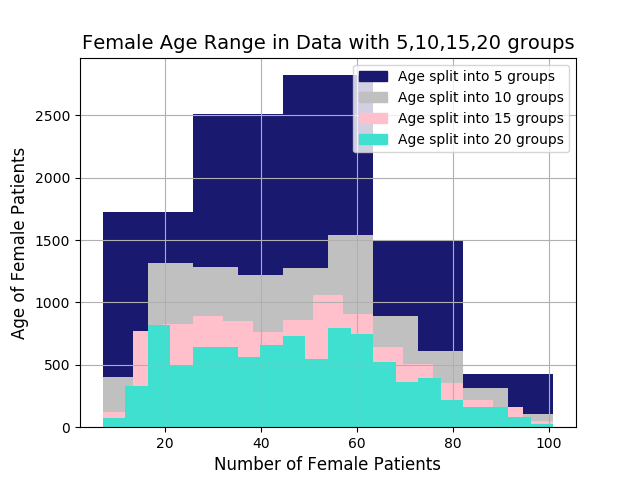 Female Age Range in Data with 5,10,15,20 groups
Age split into 5 groups
Age split into 10 groups
Age split into 15 groups
Age split into 20 groups
Age of Female Patients
2500
2000
1500
1000
500
0
20 40 60 80 100
Number of Female Patients